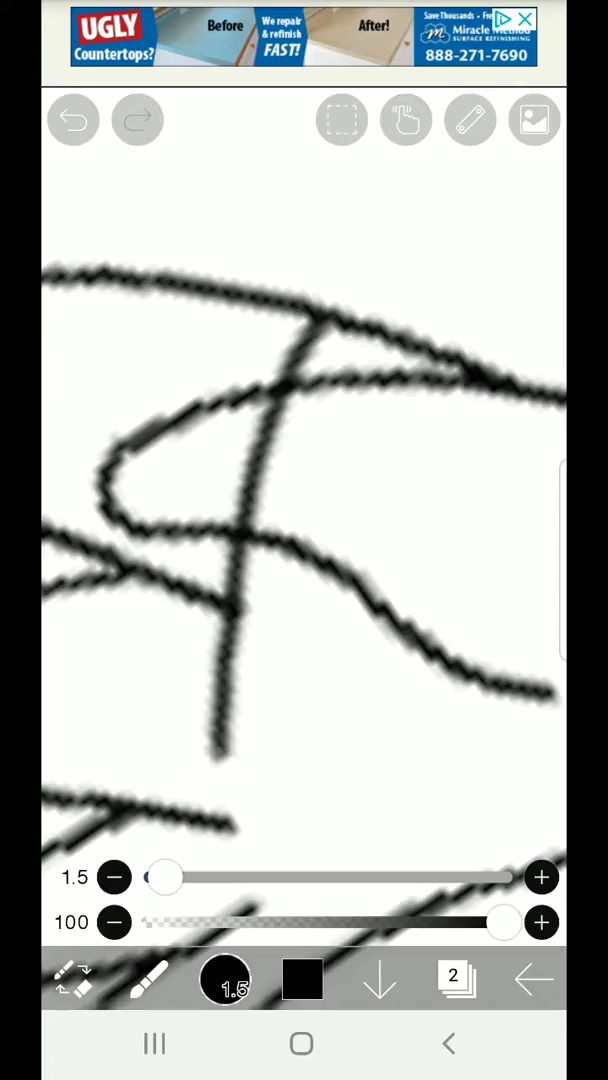 UGLY
Countertops?
Before
We repair
& refinish
FAST!
After!
Save Thousands - Fre
Miracle Method
SURFACE REFINISHING
888-271-7690
1.5
100
1.5
2